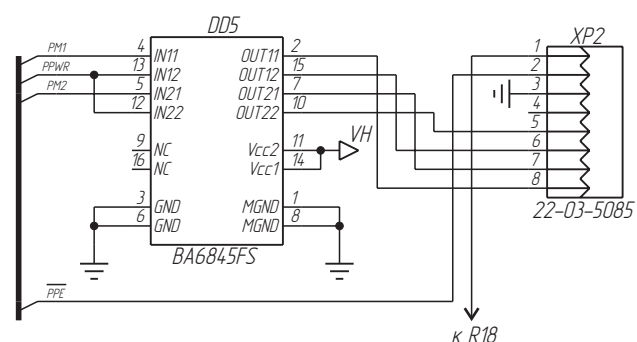 DD5
XP2
PM1 4 IN11 OUT11 2 1
PPWR 13 IN12 OUT12 15 2
PM2 5 IN21 OUT21 7 3
12 IN22 OUT22 10 4
5
9 NC Vcc2 11 VH 6
16 NC Vcc1 14 7
8
3 GND MGND 1
6 GND MGND 8
22-03-5085
BA6845FS
PPE
к R18